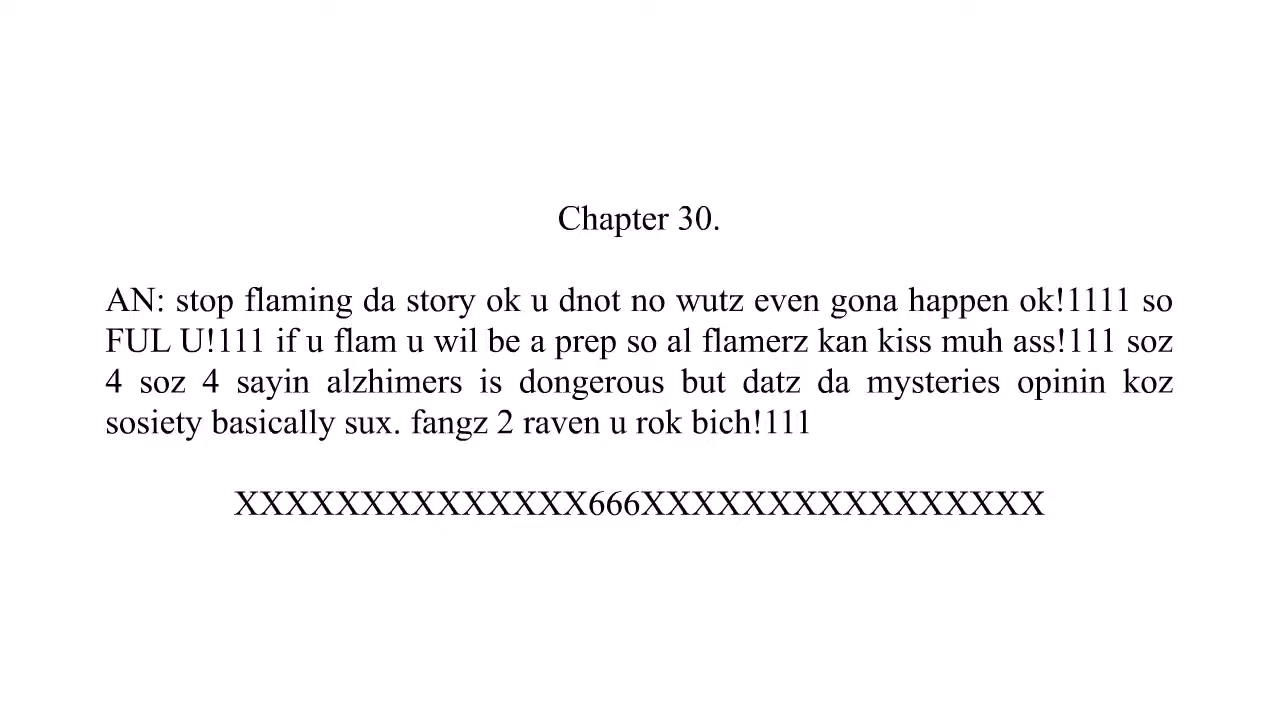 Chapter 30.
AN: stop flaming da story ok u dnot no wutz even gona happen ok!1111 so
FUL U!111 if u flam u wil be a prep so al flamerz kan kiss muh ass!111 soz
4 soz 4 sayin alzhimers is dongerous but datz da mysteries opinin koz
sosiety basically sux. fangz 2 raven u rok bich!111
XXXXXXXXXXXXXX666XXXXXXXXXXXXXXXX